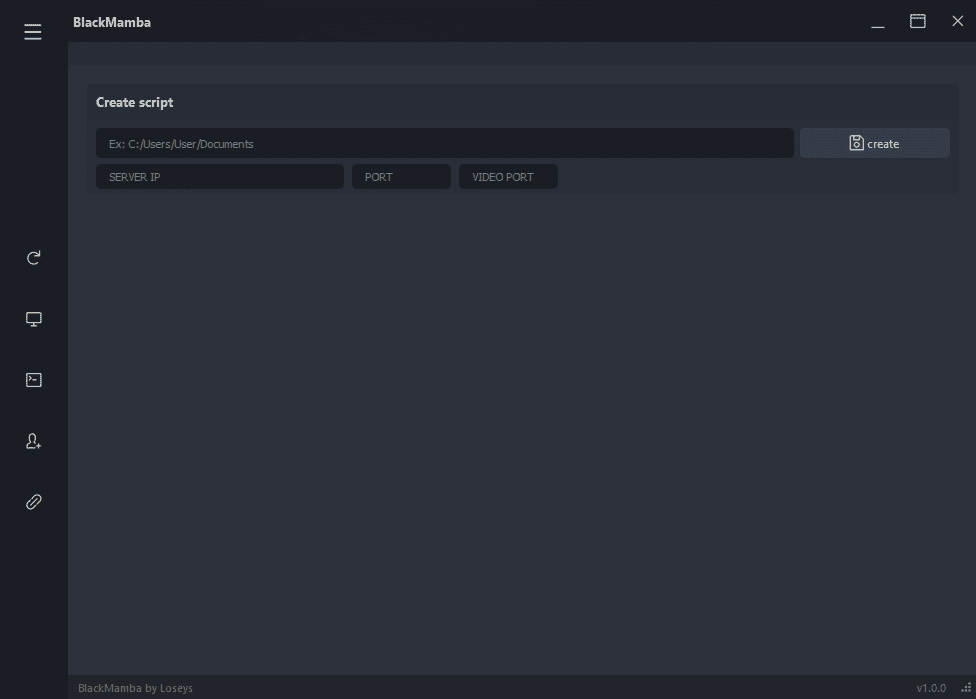 BlackMamba
Create script
Ex: C:/Users/User/Documents
create
SERVER IP
PORT
VIDEO PORT
BlackMamba by Loseys
v1.0.0